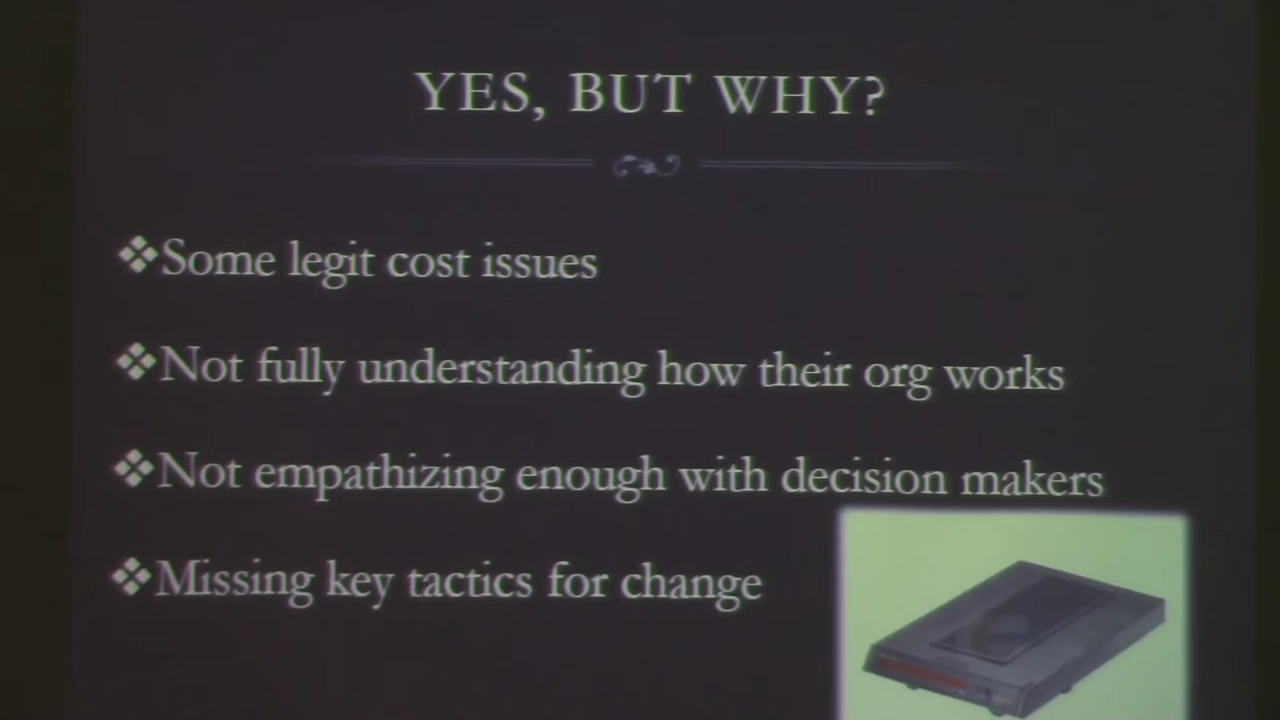 YES, BUT WHY?
❖Some legit cost issues
❖Not fully understanding how their org works
❖Not empathizing enough with decision makers
❖Missing key tactics for change